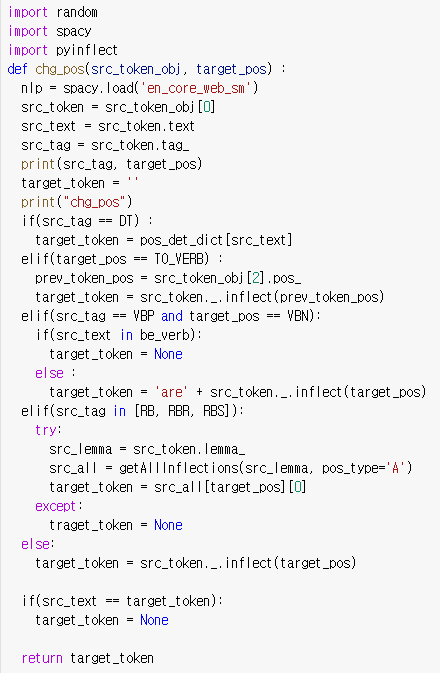 import random
import spacy
import pyinflect
def chg_pos(src_token_obj, target_pos) :
  nlp = spacy.load('en_core_web_sm')
  src_token = src_token_obj[0]
  src_text = src_token.text
  src_tag = src_token.tag_
  print(src_tag, target_pos)
  target_token = ''
  print("chg_pos")
  if(src_tag == DT) :
    target_token = pos_det_dict[src_text]
  elif(target_pos == TO_VERB) :
    prev_token_pos = src_token_obj[2].pos_
    target_token = src_token._.inflect(prev_token_pos)
  elif(src_tag == VBP and target_pos == VBN):
    if(src_text in be_verb):
      target_token = None
    else :
      target_token = 'are' + src_token._.inflect(target_pos)
  elif(src_tag in [RB, RBR, RBS]):
    try:
      src_lemma = src_token.lemma_
      src_all = getAllInflections(src_lemma, pos_type='A')
      target_token = src_all[target_pos][0]
    except:
      traget_token = None
  else:
    target_token = src_token._.inflect(target_pos)

  if(src_text == target_token):
    target_token = None

  return target_token